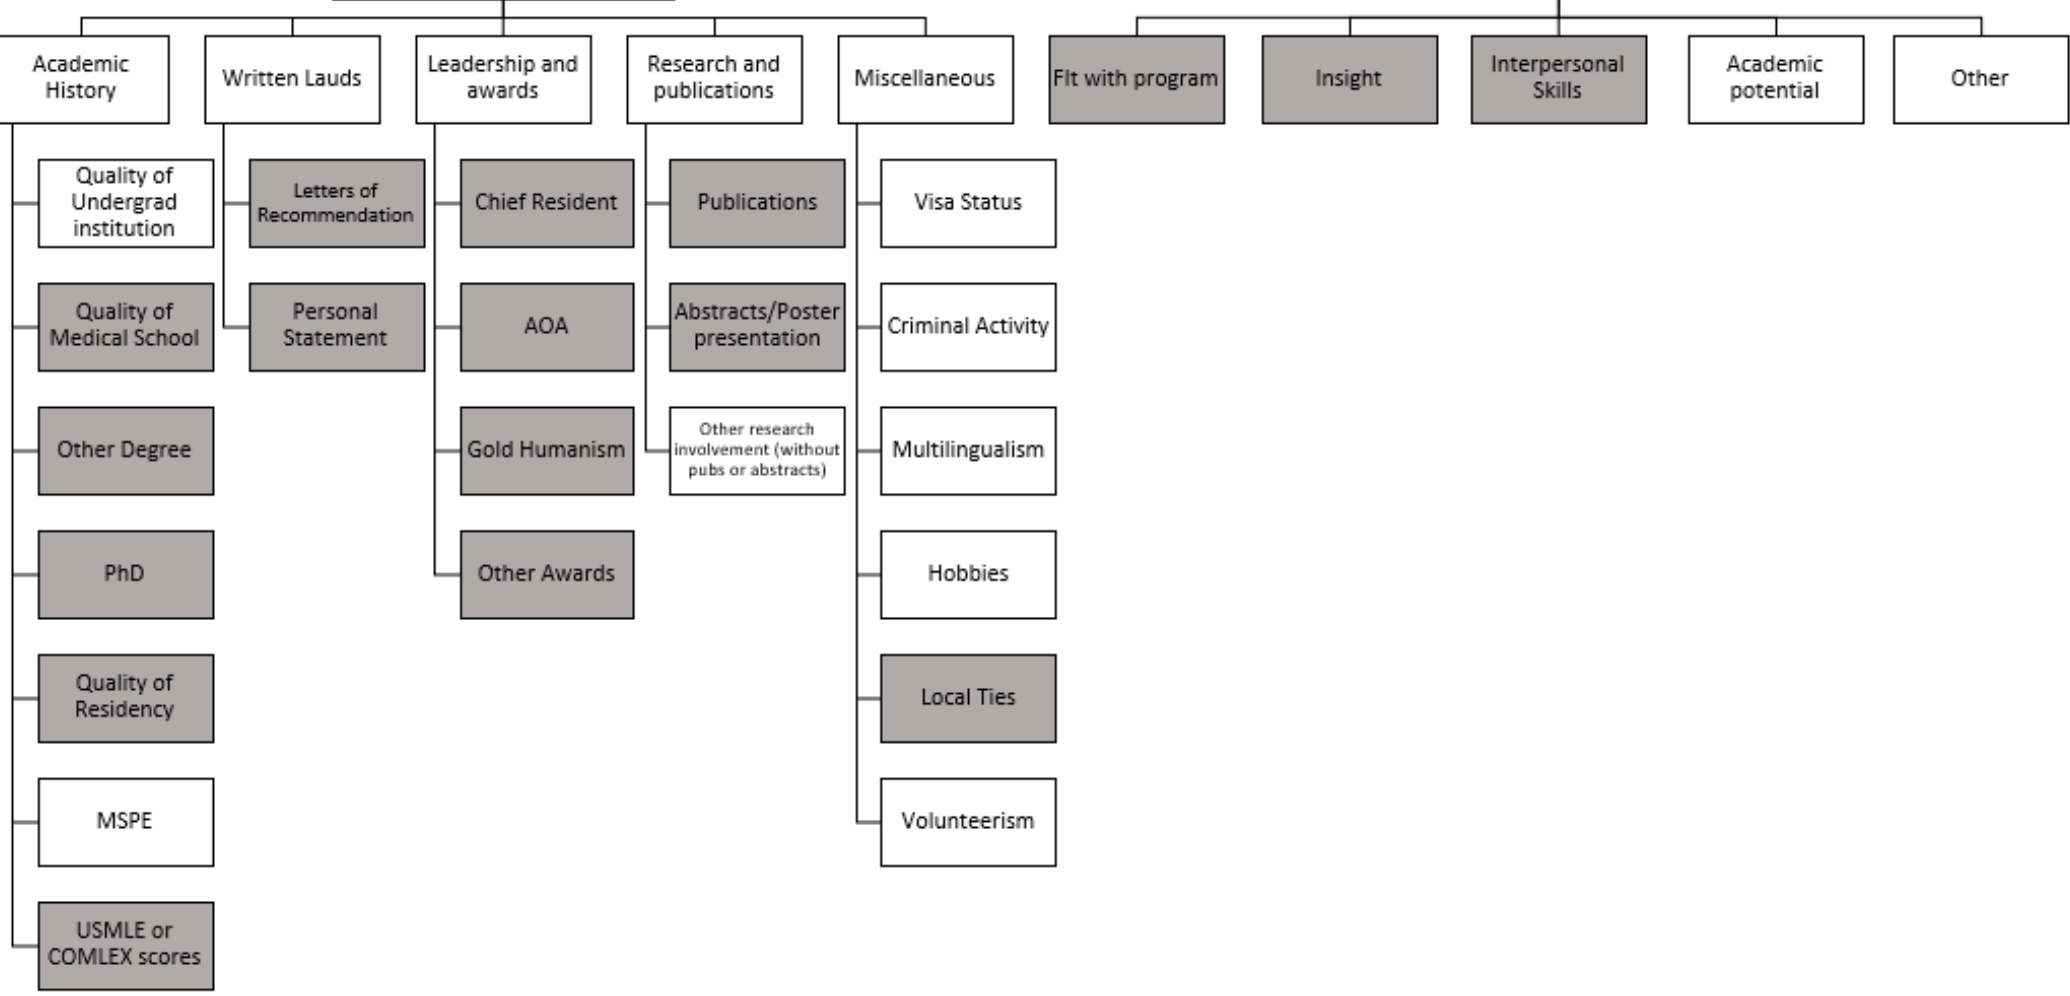 Academic
History
Written Lauds
Leadership and
awards
Research and
publications
Miscellaneous
FIt with program
Insight
Interpersonal
Skills
Academic
potential
Other
Quality of
Undergrad
institution
Quality of
Medical School
Other Degree
PhD
Quality of
Residency
MSPE
USMLE or
COMLEX scores
Letters of
Recommendation
Personal
Statement
Chief Resident
AOA
Gold Humanism
Other Awards
Publications
Abstracts/Poster
presentation
Other research
involvement (without
pubs or abstracts)
Visa Status
Criminal Activity
Multilingualism
Hobbies
Local Ties
Volunteerism